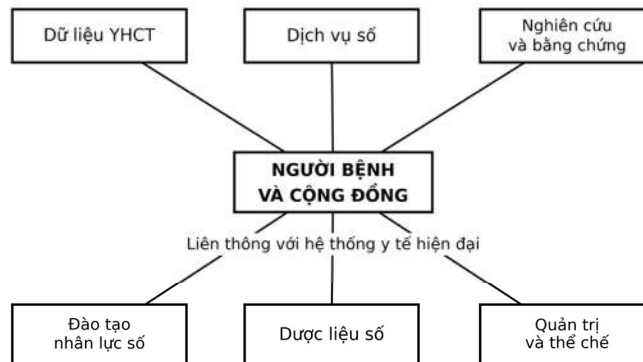 Dữ liệu YHCT
Dịch vụ số
Nghiên cứu
và bằng chứng
NGƯỜI BỆNH
VÀ CỘNG ĐỒNG
Liên thông với hệ thống y tế hiện đại
Đào tạo
nhân lực số
Dược liệu số
Quản trị
và thể chế